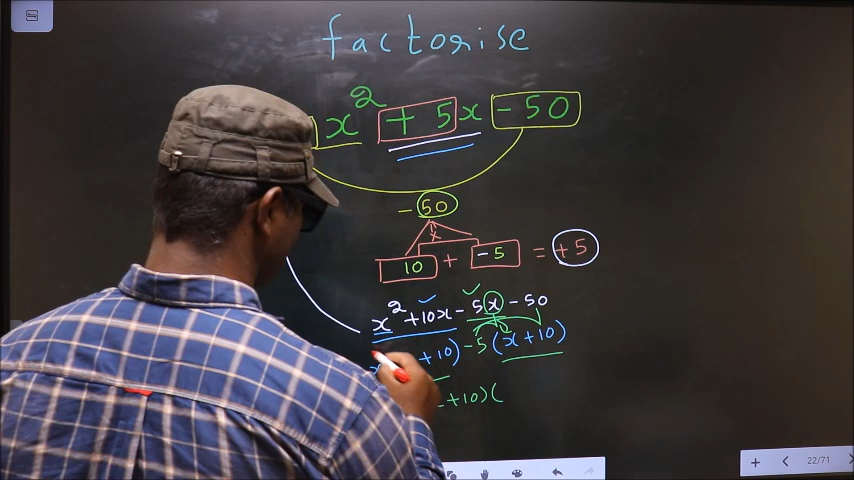 factorise
x² + 5x - 50
- 50
x
10 + - 5 = + 5
x² + 10x - 5x - 50
+ 10) - 5 (x + 10)
+ 10) (
22/71